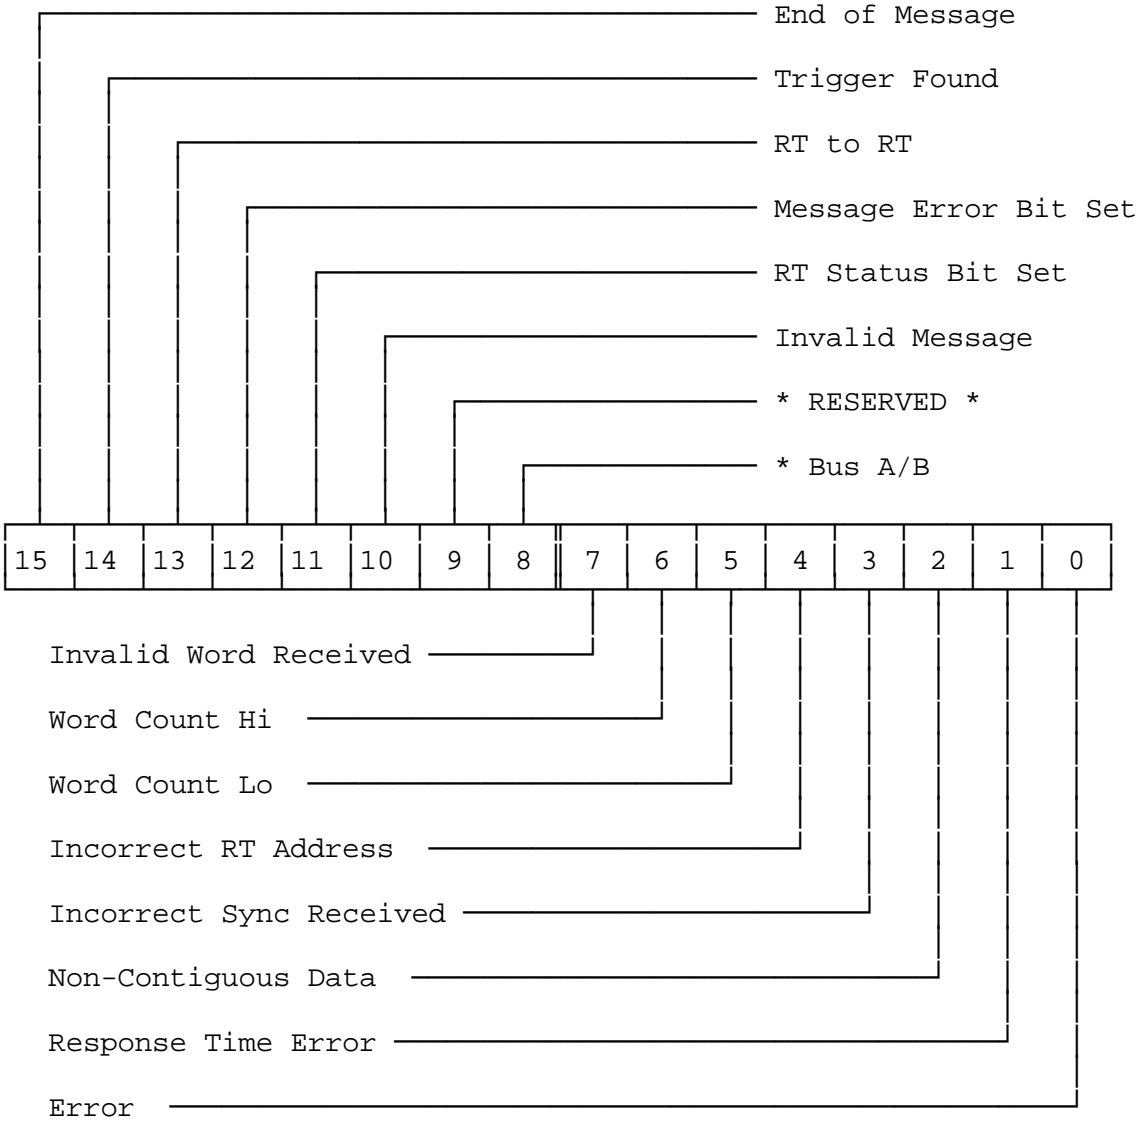 End of Message
Trigger Found
RT to RT
Message Error Bit Set
RT Status Bit Set
Invalid Message
* RESERVED *
* Bus A/B
15 14 13 12 11 10 9 8 7 6 5 4 3 2 1 0
Invalid Word Received
Word Count Hi
Word Count Lo
Incorrect RT Address
Incorrect Sync Received
Non-Contiguous Data
Response Time Error
Error